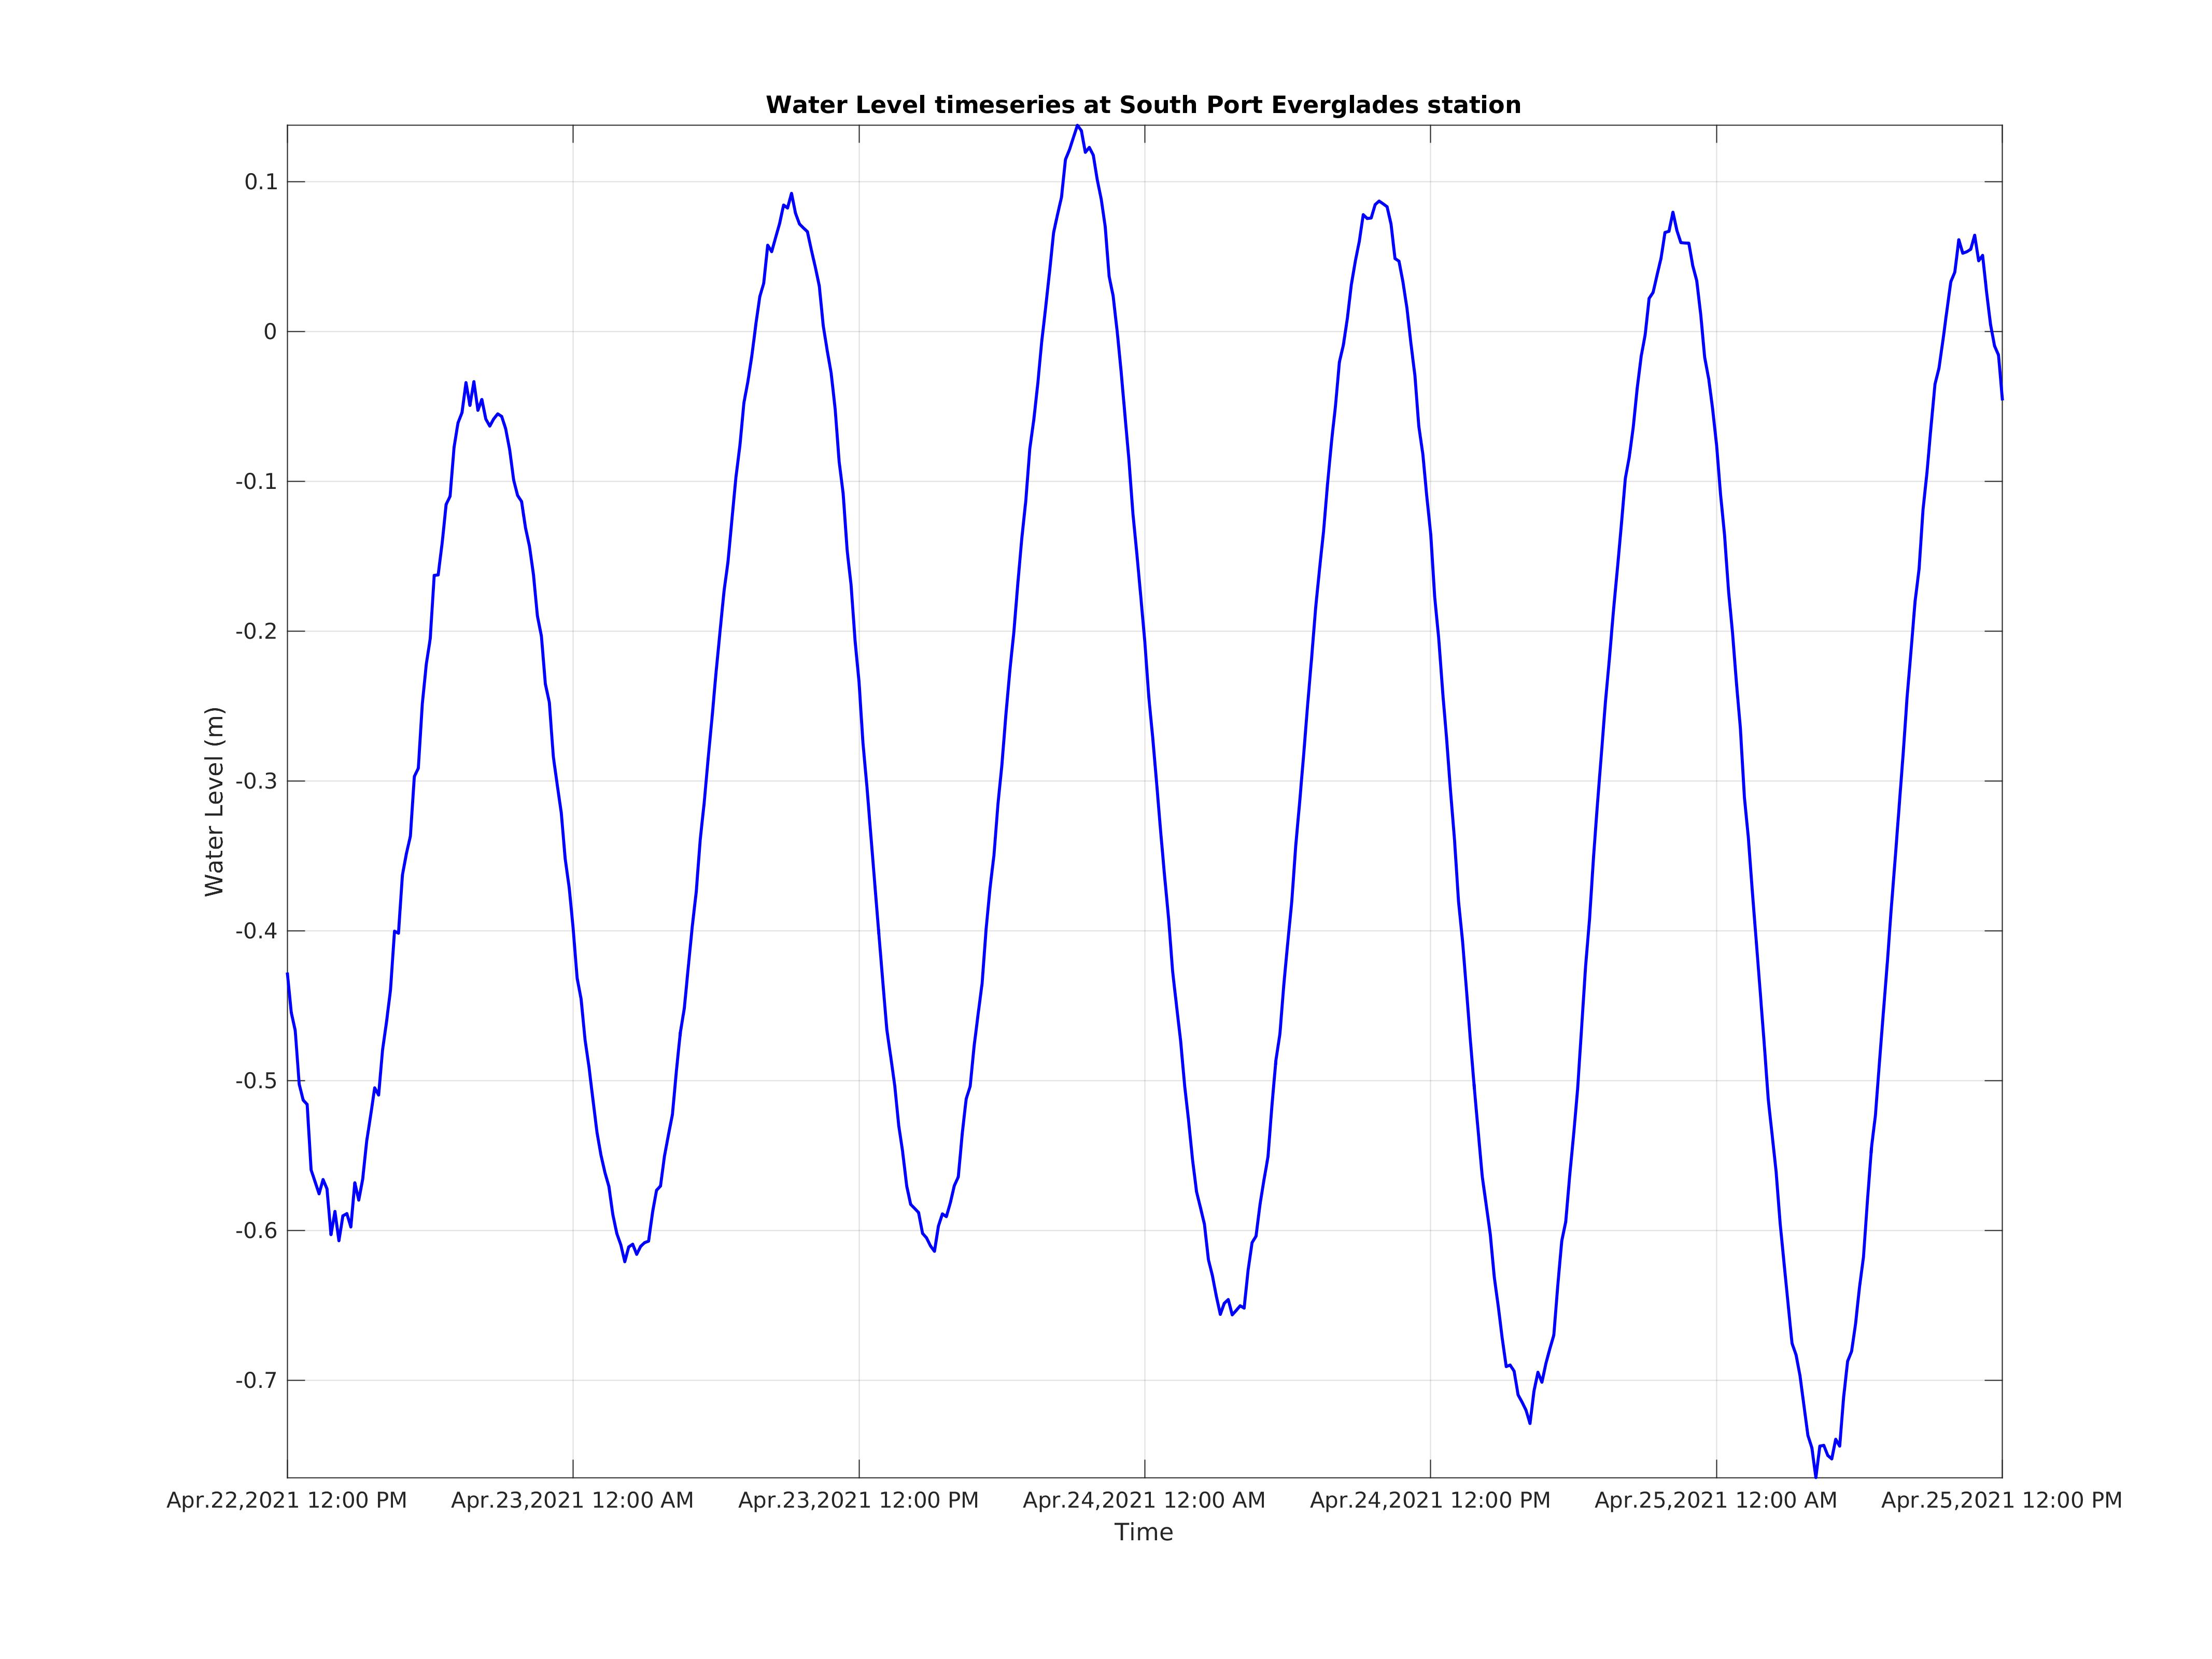 Water Level timeseries at South Port Everglades station
0.1
0
-0.1
-0.2
-0.3
-0.4
-0.5
-0.6
-0.7
Water Level (m)
Apr.22,2021 12:00 PM Apr.23,2021 12:00 AM Apr.23,2021 12:00 PM Apr.24,2021 12:00 AM Apr.24,2021 12:00 PM Apr.25,2021 12:00 AM Apr.25,2021 12:00 PM
Time